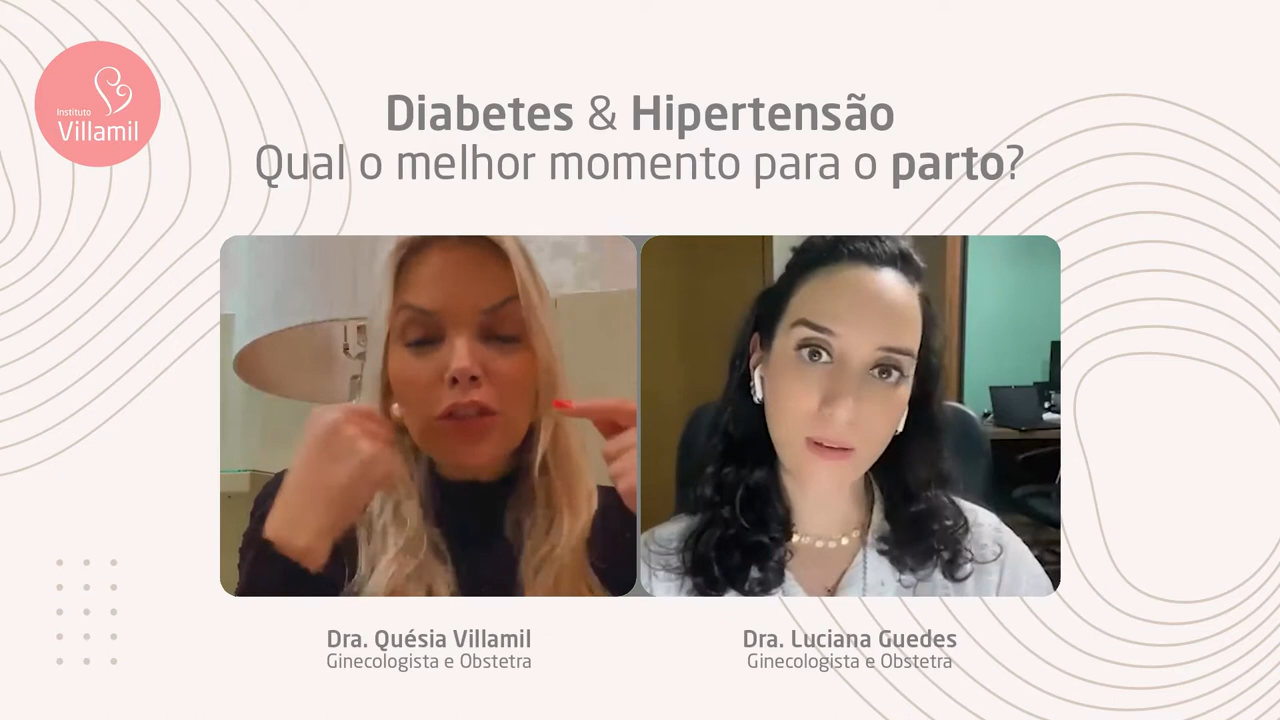 Instituto
Villamil
Diabetes & Hipertensão
Qual o melhor momento para o parto?
Dra. Quésia Villamil
Ginecologista e Obstetra
Dra. Luciana Guedes
Ginecologista e Obstetra